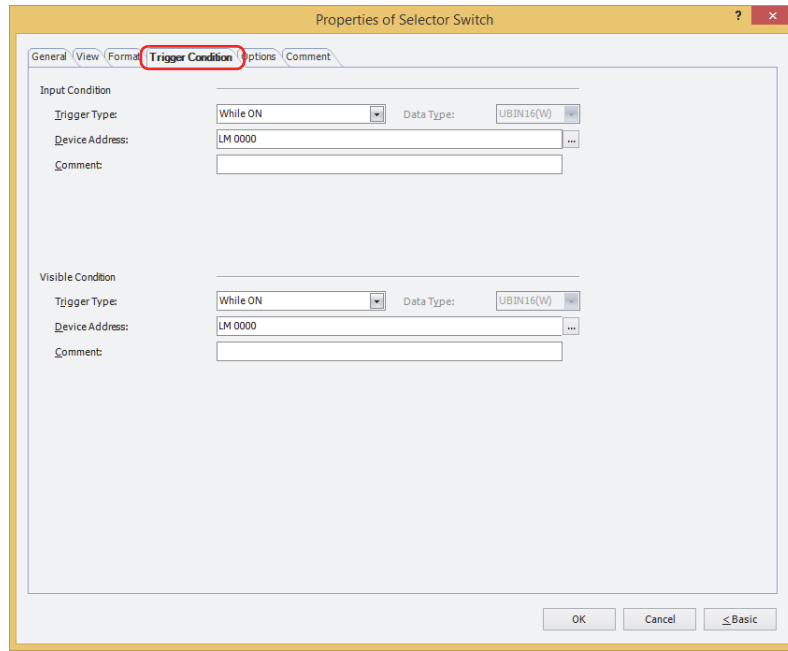 Properties of Selector Switch ? ×
General View Format Trigger Condition Options Comment
Input Condition
Trigger Type: While ON Data Type: UBIN16(W)
Device Address: LM 0000 ...
Comment:
Visible Condition
Trigger Type: While ON Data Type: UBIN16(W)
Device Address: LM 0000 ...
Comment:
OK Cancel < Basic